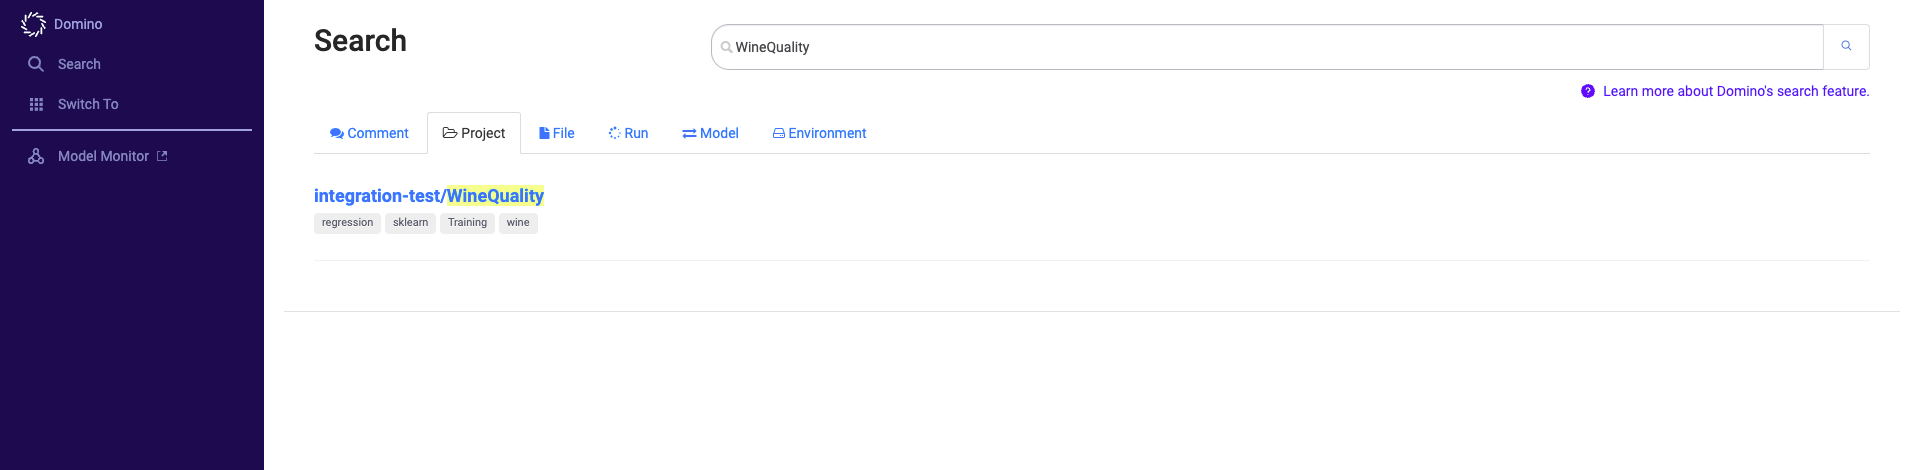 Domino
Search
Switch To
Model Monitor
Search
WineQuality
Learn more about Domino's search feature.
Comment Project File Run Model Environment
integration-test/WineQuality
regression sklearn Training wine